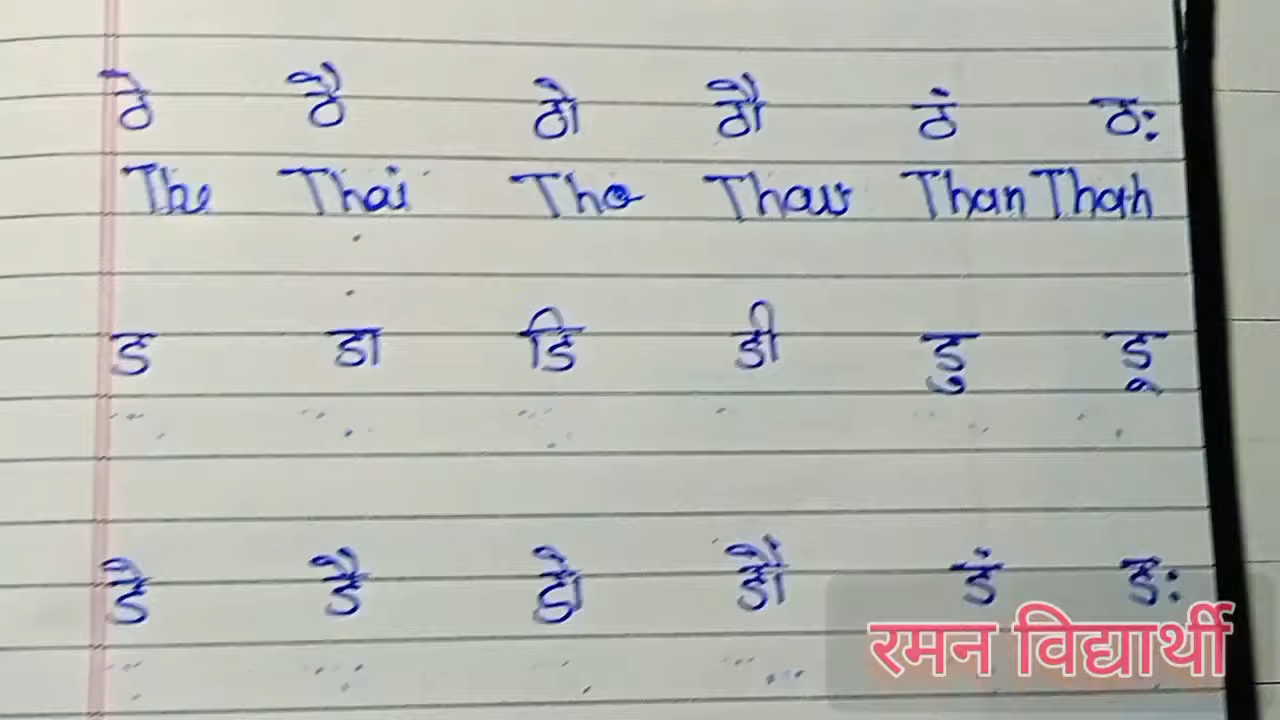 ठे ठै ठो ठौ ठं ठः
The Thai Tho Thau Than Thah
ड डा डि डी डु डू
डे डै डो डौ डं डः
रमन विद्यार्थी